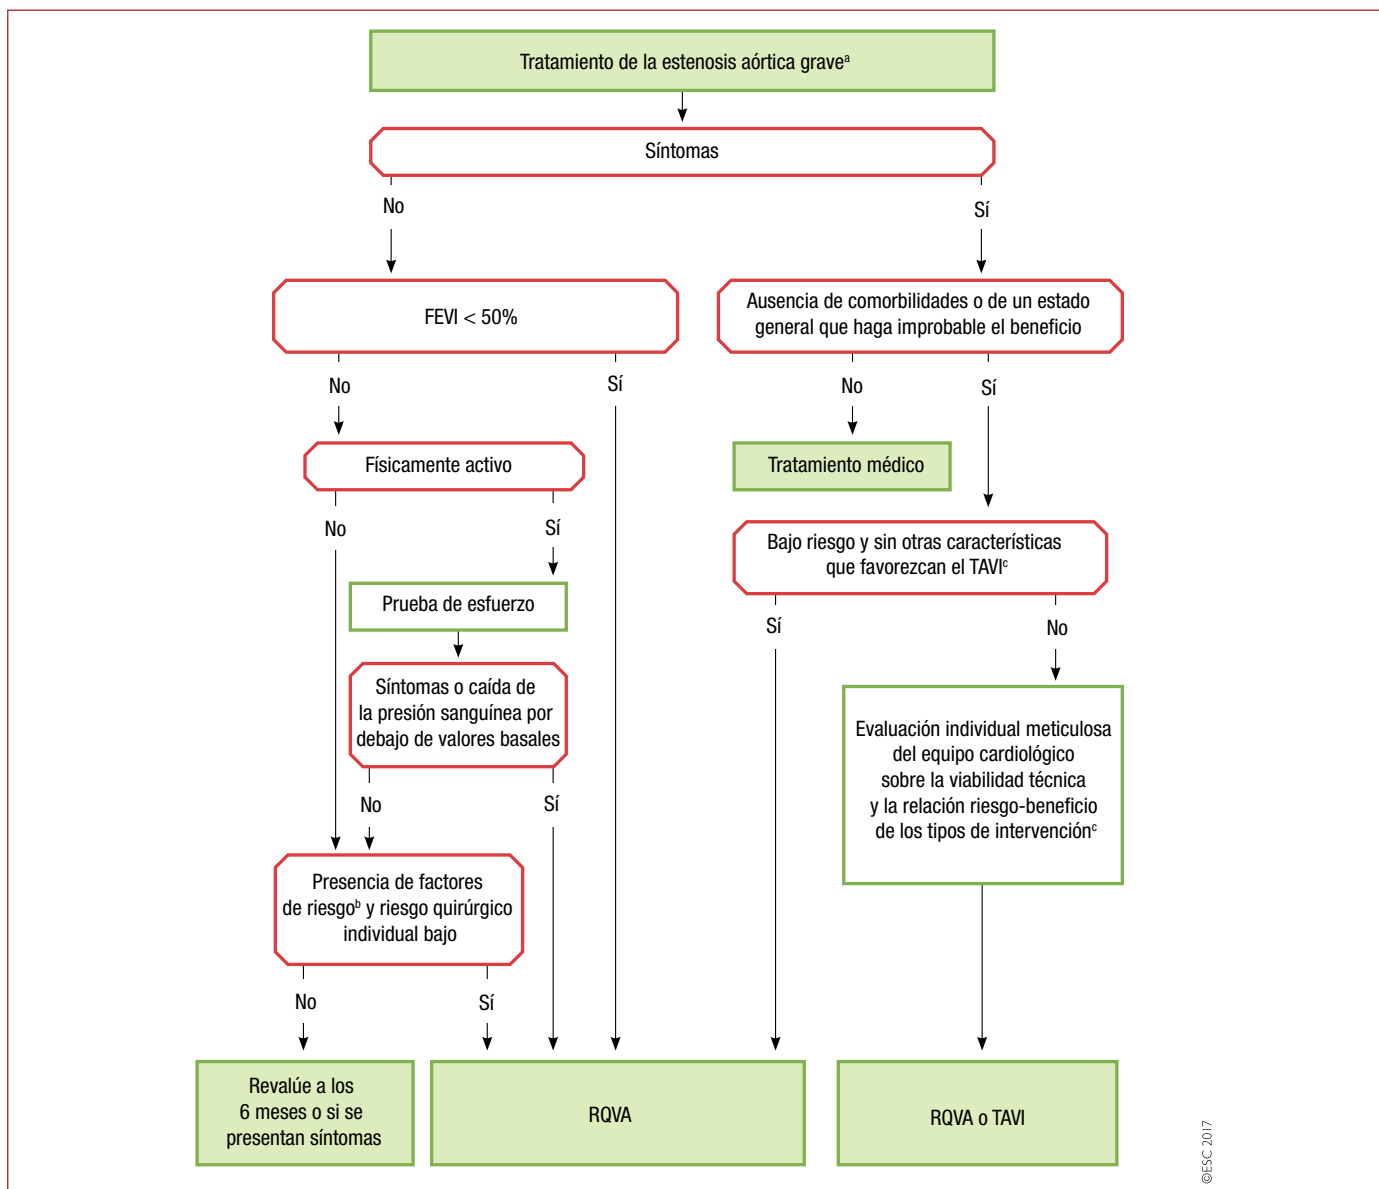 Tratamiento de la estenosis aórtica graveᵃ
Síntomas
No
Sí
FEVI < 50%
Ausencia de comorbilidades o de un estado
general que haga improbable el beneficio
No
Sí
No
Sí
Físicamente activo
Tratamiento médico
No
Sí
Bajo riesgo y sin otras características
que favorezcan el TAVIᶜ
Prueba de esfuerzo
Sí
No
Síntomas o caída de
la presión sanguínea por
debajo de valores basales
Evaluación individual meticulosa
del equipo cardiológico
sobre la viabilidad técnica
y la relación riesgo-beneficio
de los tipos de intervenciónᶜ
No
Sí
Presencia de factores
de riesgoᵇ y riesgo quirúrgico
individual bajo
No
Sí
Revalúe a los
6 meses o si se
presentan síntomas
RQVA
RQVA o TAVI
©ESC 2017